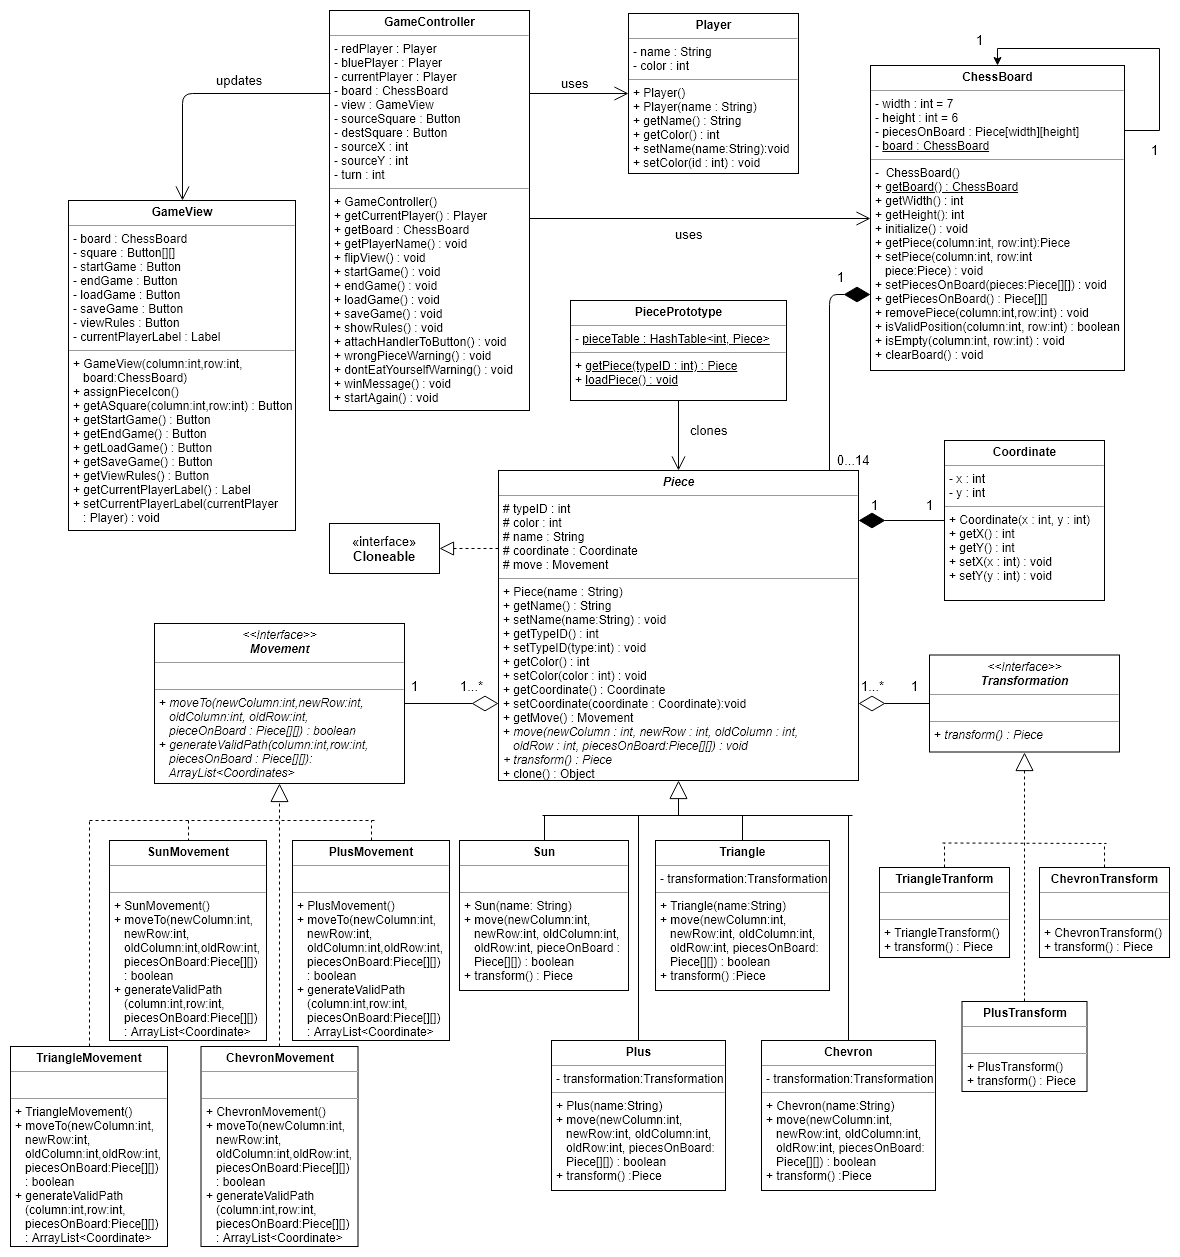 GameController
- redPlayer : Player
- bluePlayer : Player
- currentPlayer : Player
- board : ChessBoard
- view : GameView
- sourceSquare : Button
- destSquare : Button
- sourceX : int
- sourceY : int
- turn : int
+ GameController()
+ getCurrentPlayer() : Player
+ getBoard : ChessBoard
+ getPlayerName() : void
+ flipView() : void
+ startGame() : void
+ endGame() : void
+ loadGame() : void
+ saveGame() : void
+ showRules() : void
+ attachHandlerToButton() : void
+ wrongPieceWarning() : void
+ dontEatYourselfWarning() : void
+ winMessage() : void
+ startAgain() : void
updates
uses
uses
Player
- name : String
- color : int
+ Player()
+ Player(name : String)
+ getName() : String
+ getColor() : int
+ setName(name:String):void
+ setColor(id : int) : void
1
1
ChessBoard
- width : int = 7
- height : int = 6
- piecesOnBoard : Piece[width][height]
- board : ChessBoard
- ChessBoard()
+ getBoard() : ChessBoard
+ getWidth() : int
+ getHeight(): int
+ initialize() : void
+ getPiece(column:int, row:int):Piece
+ setPiece(column:int, row:int
piece:Piece) : void
+ setPiecesOnBoard(pieces:Piece[][]) : void
+ getPiecesOnBoard() : Piece[][]
+ removePiece(column:int,row:int) : void
+ isValidPosition(column:int, row:int) : boolean
+ isEmpty(column:int, row:int) : void
+ clearBoard() : void
GameView
- board : ChessBoard
- square : Button[][]
- startGame : Button
- endGame : Button
- loadGame : Button
- saveGame : Button
- viewRules : Button
- currentPlayerLabel : Label
+ GameView(column:int,row:int,
board:ChessBoard)
+ assignPieceIcon()
+ getASquare(column:int,row:int) : Button
+ getStartGame() : Button
+ getEndGame() : Button
+ getLoadGame() : Button
+ getSaveGame() : Button
+ getViewRules() : Button
+ getCurrentPlayerLabel() : Label
+ setCurrentPlayerLabel(currentPlayer
: Player) : void
PiecePrototype
- pieceTable : HashTable<int, Piece>
+ getPiece(typeID : int) : Piece
+ loadPiece() : void
clones
1
0...14
Coordinate
- x : int
- y : int
+ Coordinate(x : int, y : int)
+ getX() : int
+ getY() : int
+ setX(x : int) : void
+ setY(y : int) : void
1
1
Piece
# typeID : int
# color : int
# name : String
# coordinate : Coordinate
# move : Movement
+ Piece(name : String)
+ getName() : String
+ setName(name:String) : void
+ getTypeID() : int
+ setTypeID(type:int) : void
+ getColor() : int
+ setColor(color : int) : void
+ getCoordinate() : Coordinate
+ setCoordinate(coordinate : Coordinate):void
+ getMove() : Movement
+ move(newColumn : int, newRow : int, oldColumn : int,
oldRow : int, piecesOnBoard:Piece[][]) : void
+ transform() : Piece
+ clone() : Object
«interface»
Cloneable
<<Interface>>
Movement
+ moveTo(newColumn:int,newRow:int,
oldColumn:int, oldRow:int,
pieceOnBoard : Piece[][]) : boolean
+ generateValidPath(column:int,row:int,
piecesOnBoard : Piece[][]):
ArrayList<Coordinates>
1
1...*
1...*
1
<<Interface>>
Transformation
+ transform() : Piece
SunMovement
+ SunMovement()
+ moveTo(newColumn:int,
newRow:int,
oldColumn:int,oldRow:int,
piecesOnBoard:Piece[][])
: boolean
+ generateValidPath
(column:int,row:int,
piecesOnBoard:Piece[][])
: ArrayList<Coordinate>
PlusMovement
+ PlusMovement()
+ moveTo(newColumn:int,
newRow:int,
oldColumn:int,oldRow:int,
piecesOnBoard:Piece[][])
: boolean
+ generateValidPath
(column:int,row:int,
piecesOnBoard:Piece[][])
: ArrayList<Coordinate>
Sun
+ Sun(name: String)
+ move(newColumn:int,
newRow:int, oldColumn:int,
oldRow:int, pieceOnBoard :
Piece[][]) : boolean
+ transform() : Piece
Triangle
- transformation:Transformation
+ Triangle(name:String)
+ move(newColumn:int,
newRow:int, oldColumn:int,
oldRow:int, piecesOnBoard:
Piece[][]) : boolean
+ transform() :Piece
TriangleTranform
+ TriangleTransform()
+ transform() : Piece
ChevronTransform
+ ChevronTransform()
+ transform() : Piece
PlusTransform
+ PlusTransform()
+ transform() : Piece
TriangleMovement
+ TriangleMovement()
+ moveTo(newColumn:int,
newRow:int,
oldColumn:int,oldRow:int,
piecesOnBoard:Piece[][])
: boolean
+ generateValidPath
(column:int,row:int,
piecesOnBoard:Piece[][])
: ArrayList<Coordinate>
ChevronMovement
+ ChevronMovement()
+ moveTo(newColumn:int,
newRow:int,
oldColumn:int,oldRow:int,
piecesOnBoard:Piece[][])
: boolean
+ generateValidPath
(column:int,row:int,
piecesOnBoard:Piece[][])
: ArrayList<Coordinate>
Plus
- transformation:Transformation
+ Plus(name:String)
+ move(newColumn:int,
newRow:int, oldColumn:int,
oldRow:int, piecesOnBoard:
Piece[][]) : boolean
+ transform() :Piece
Chevron
- transformation:Transformation
+ Chevron(name:String)
+ move(newColumn:int,
newRow:int, oldColumn:int,
oldRow:int, piecesOnBoard:
Piece[][]) : boolean
+ transform() :Piece